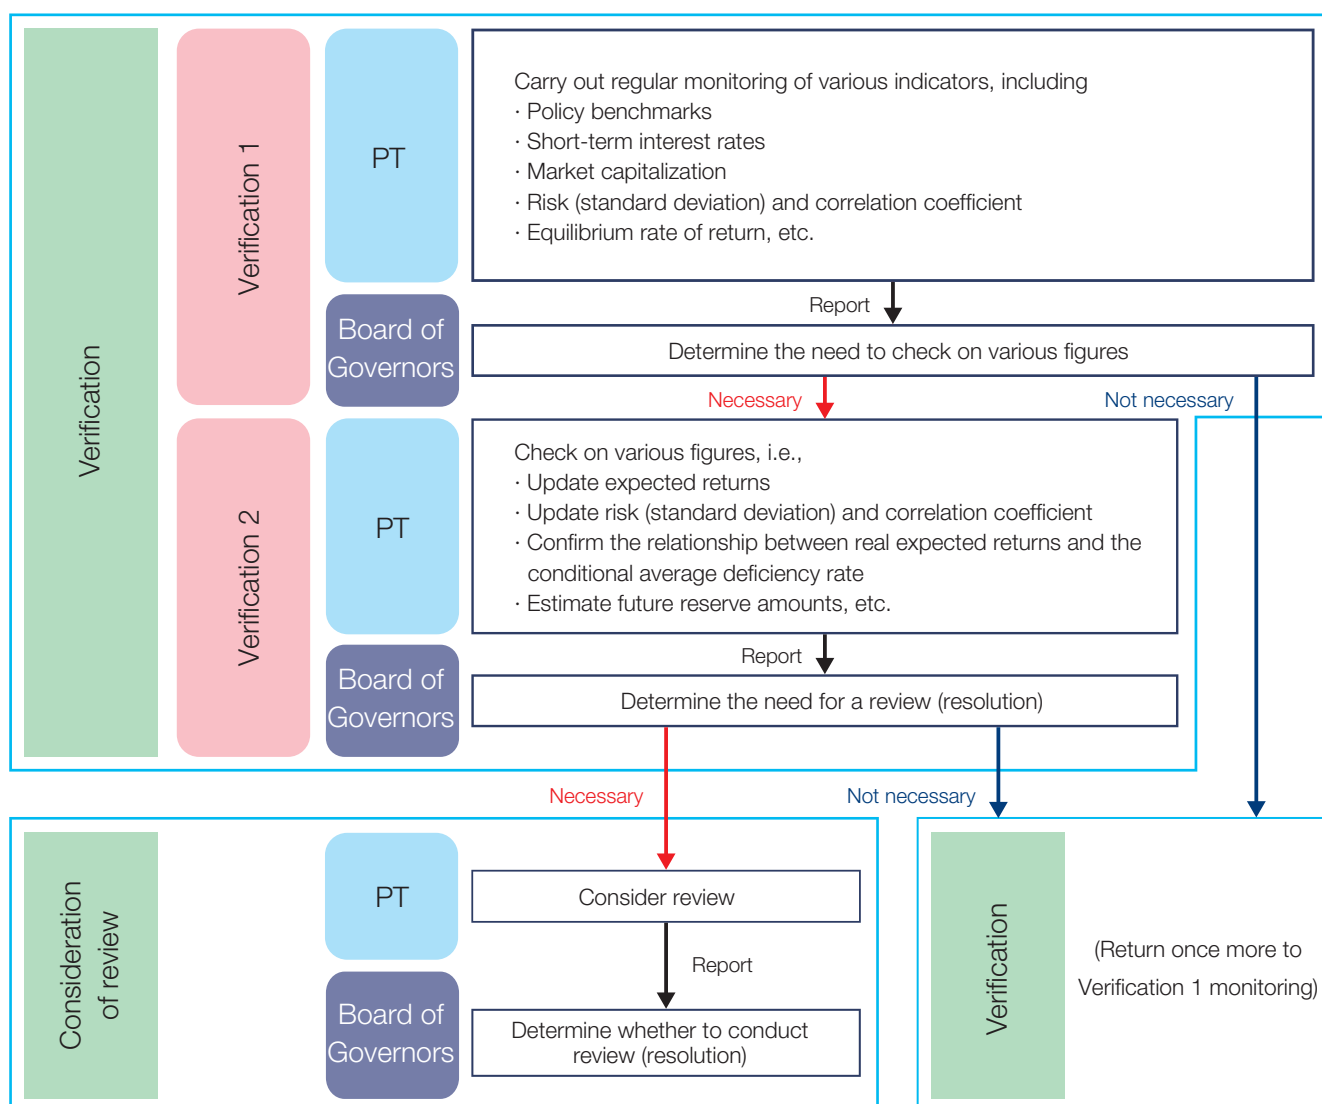 Verification
Verification 1
PT
Carry out regular monitoring of various indicators, including
· Policy benchmarks
· Short-term interest rates
· Market capitalization
· Risk (standard deviation) and correlation coefficient
· Equilibrium rate of return, etc.
Report
Board of
Governors
Determine the need to check on various figures
Necessary
Not necessary
Verification 2
PT
Check on various figures, i.e.,
· Update expected returns
· Update risk (standard deviation) and correlation coefficient
· Confirm the relationship between real expected returns and the
conditional average deficiency rate
· Estimate future reserve amounts, etc.
Report
Board of
Governors
Determine the need for a review (resolution)
Necessary
Not necessary
Consideration
of review
PT
Consider review
Report
Board of
Governors
Determine whether to conduct
review (resolution)
Verification
(Return once more to
Verification 1 monitoring)